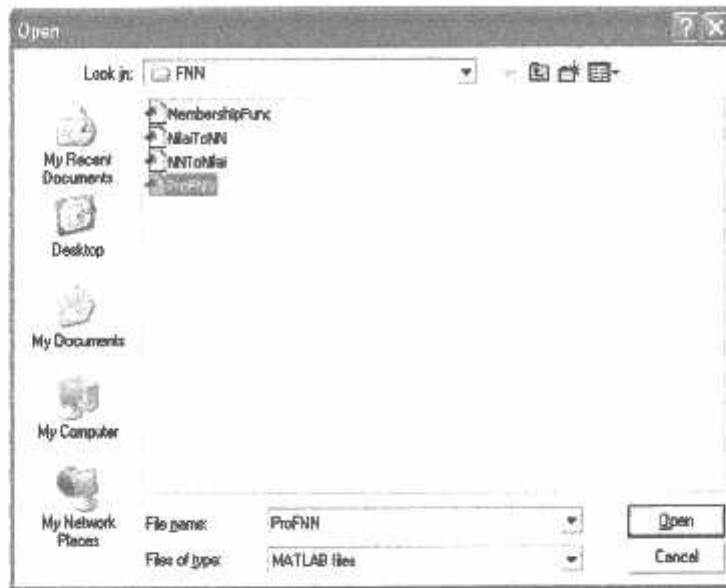 Open
Look in: FNN
NembershipFunc
NilaiToNN
NNToNilai
ProFNN
My Recent
Documents
Desktop
My Documents
My Computer
My Network
Places
File name: ProFNN
Open
Files of type: MATLAB files
Cancel